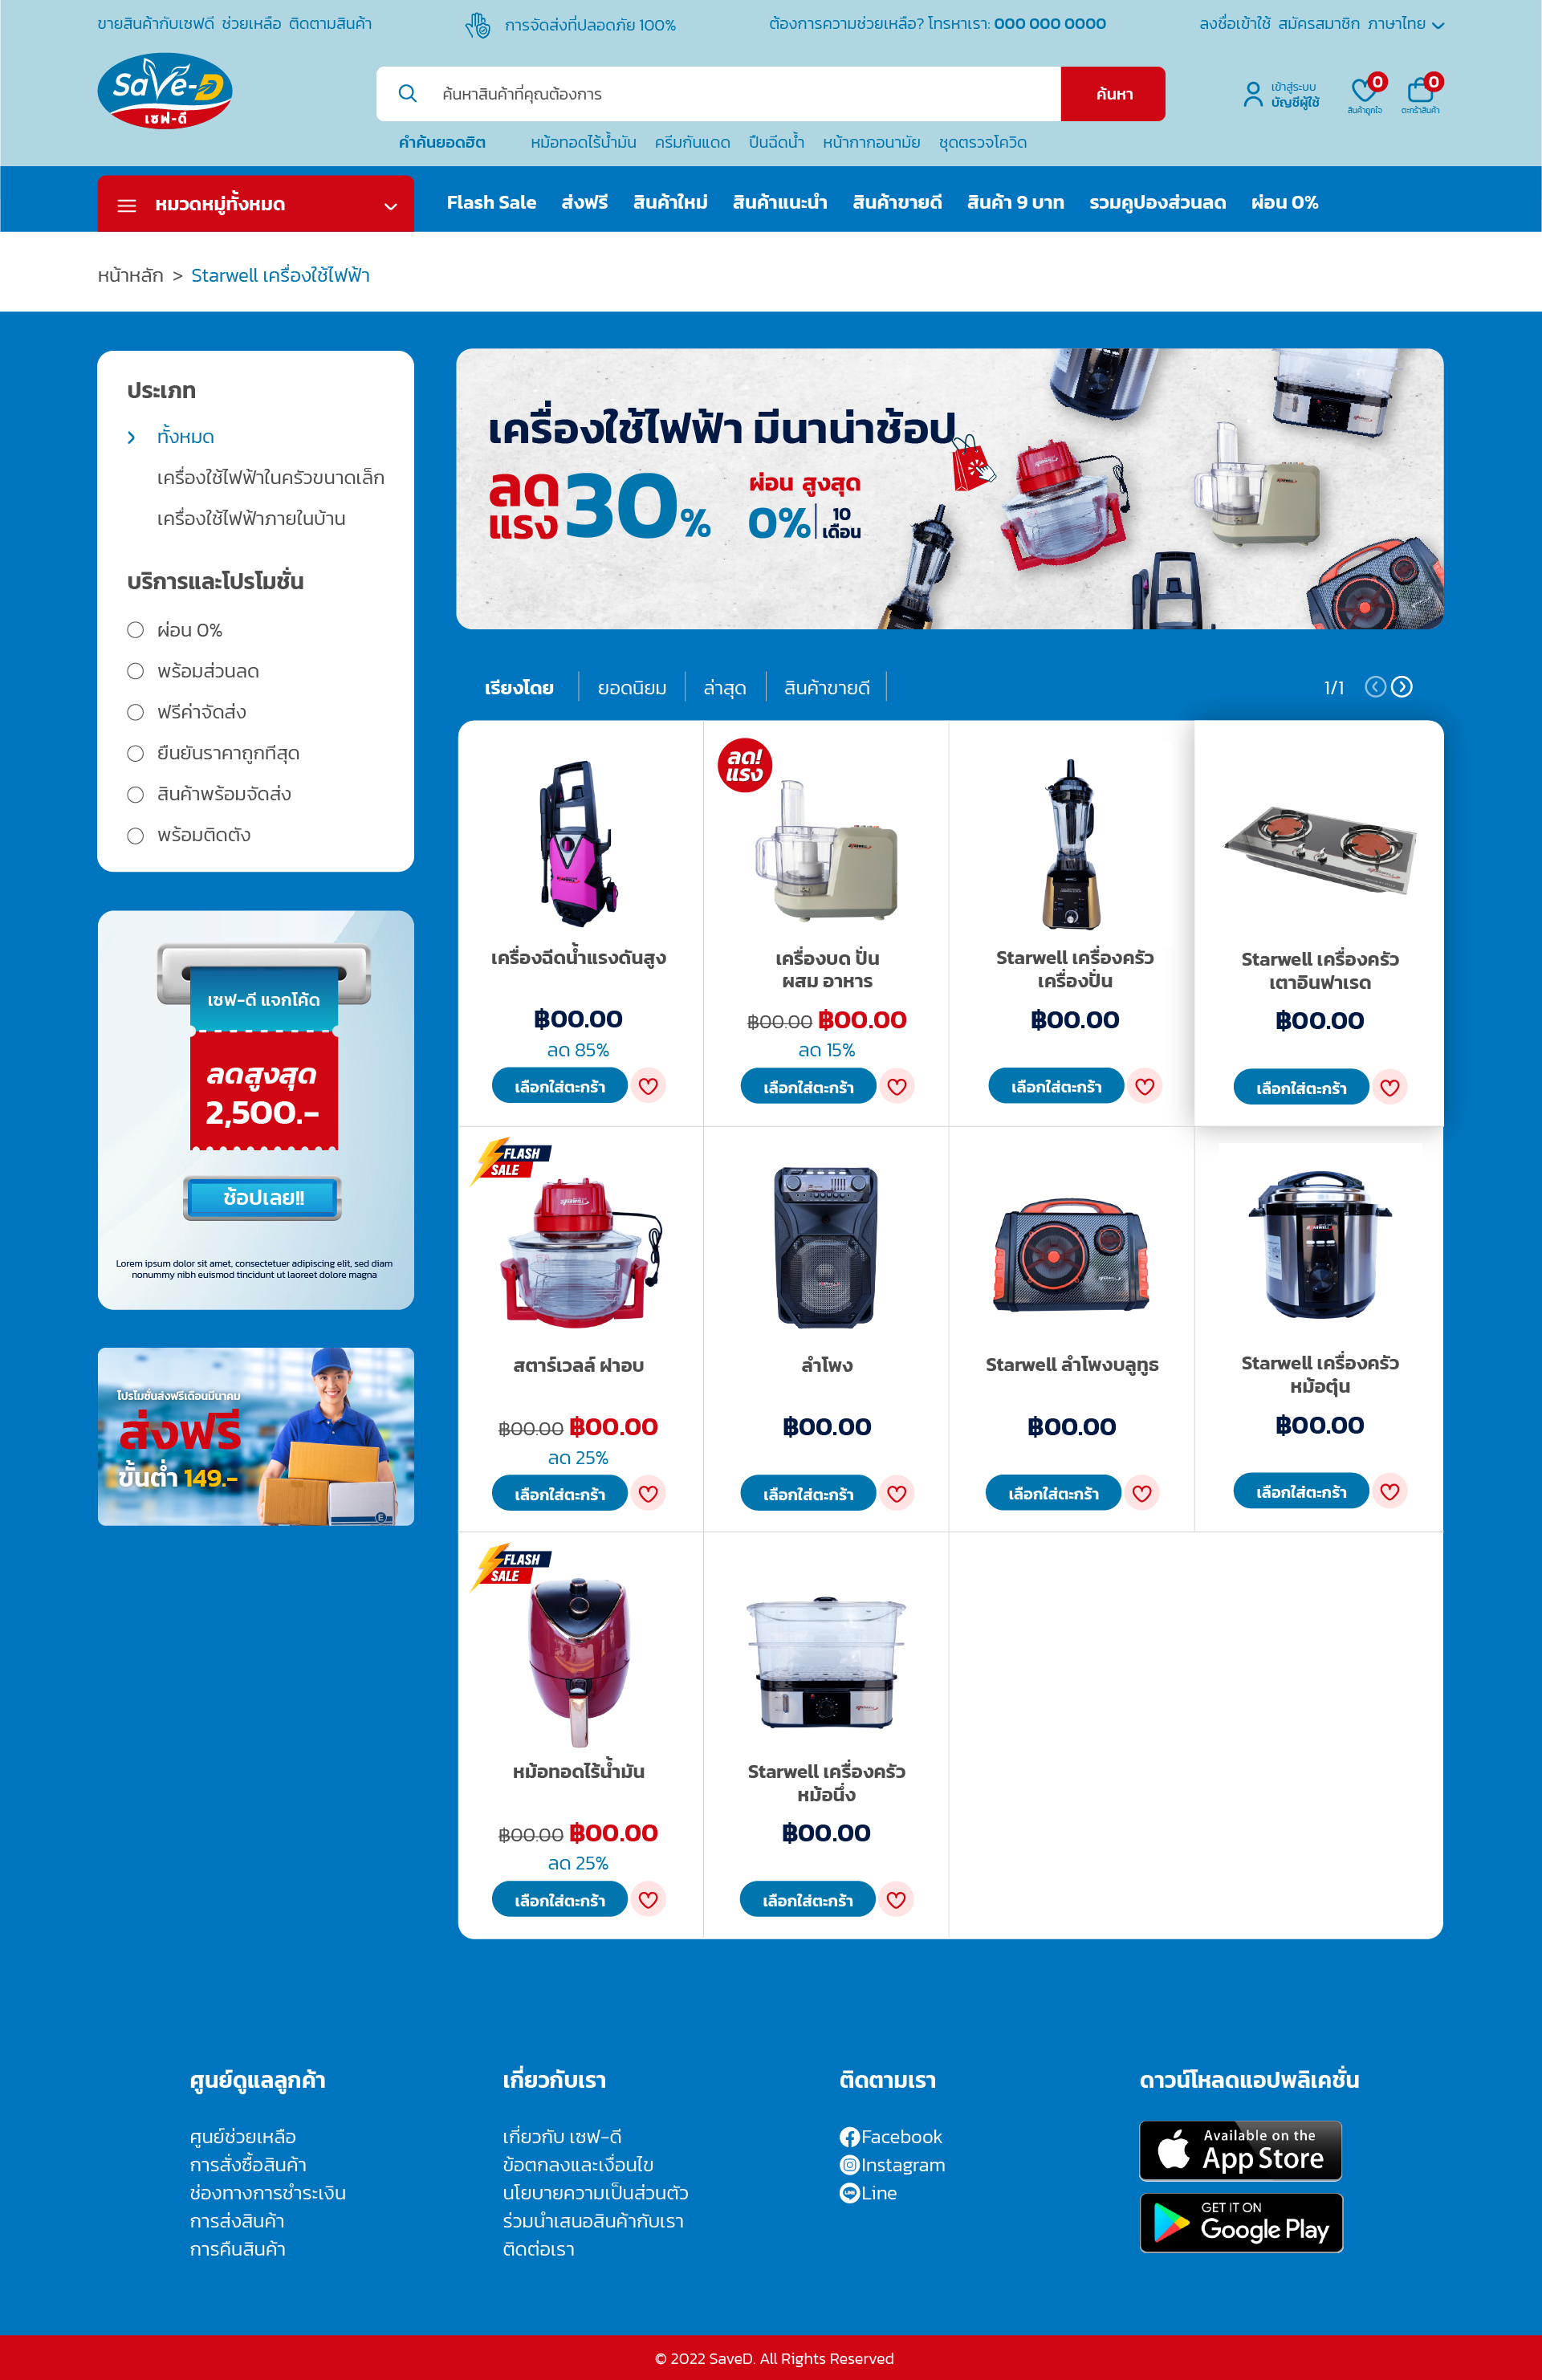 ขายสินค้ากับเซฟดี ช่วยเหลือ ติดตามสินค้า
การจัดส่งที่ปลอดภัย 100%
ต้องการความช่วยเหลือ? โทรหาเรา: 000 000 0000
ลงชื่อเข้าใช้ สมัครสมาชิก ภาษาไทย
SaVe-D
เซฟ-ดี
ค้นหาสินค้าที่คุณต้องการ
ค้นหา
เข้าสู่ระบบ
บัญชีผู้ใช้
0
สินค้าถูกใจ
0
ตะกร้าสินค้า
คำค้นยอดฮิต หม้อทอดไร้น้ำมัน ครีมกันแดด ปืนฉีดน้ำ หน้ากากอนามัย ชุดตรวจโควิด
หมวดหมู่ทั้งหมด
Flash Sale ส่งฟรี สินค้าใหม่ สินค้าแนะนำ สินค้าขายดี สินค้า 9 บาท รวมคูปองส่วนลด ผ่อน 0%
หน้าหลัก > Starwell เครื่องใช้ไฟฟ้า
ประเภท
ทั้งหมด
เครื่องใช้ไฟฟ้าในครัวขนาดเล็ก
เครื่องใช้ไฟฟ้าภายในบ้าน
บริการและโปรโมชั่น
ผ่อน 0%
พร้อมส่วนลด
ฟรีค่าจัดส่ง
ยืนยันราคาถูกที่สุด
สินค้าพร้อมจัดส่ง
พร้อมติดตั้ง
เซฟ-ดี แจกโค้ด
ลดสูงสุด
2,500.-
ช้อปเลย!!
Lorem ipsum dolor sit amet, consectetuer adipiscing elit, sed diam
nonummy nibh euismod tincidunt ut laoreet dolore magna
โปรโมชั่นส่งฟรีเดือนมีนาคม
ส่งฟรี
ขั้นต่ำ 149.-
เครื่องใช้ไฟฟ้า มีนาน่าช้อป
ลดแรง 30%
ผ่อน สูงสุด
0% 10 เดือน
เรียงโดย ยอดนิยม ล่าสุด สินค้าขายดี
1/1
เครื่องฉีดน้ำแรงดันสูง
฿00.00
ลด 85%
เลือกใส่ตะกร้า
ลด!
แรง
เครื่องบด ปั่น
ผสม อาหาร
฿00.00 ฿00.00
ลด 15%
เลือกใส่ตะกร้า
Starwell เครื่องครัว
เครื่องปั่น
฿00.00
เลือกใส่ตะกร้า
Starwell เครื่องครัว
เตาอินฟาเรด
฿00.00
เลือกใส่ตะกร้า
FLASH
SALE
สตาร์เวลล์ ฝาอบ
฿00.00 ฿00.00
ลด 25%
เลือกใส่ตะกร้า
ลำโพง
฿00.00
เลือกใส่ตะกร้า
Starwell ลำโพงบลูทูธ
฿00.00
เลือกใส่ตะกร้า
Starwell เครื่องครัว
หม้อตุ๋น
฿00.00
เลือกใส่ตะกร้า
FLASH
SALE
หม้อทอดไร้น้ำมัน
฿00.00 ฿00.00
ลด 25%
เลือกใส่ตะกร้า
Starwell เครื่องครัว
หม้อนึ่ง
฿00.00
เลือกใส่ตะกร้า
ศูนย์ดูแลลูกค้า
ศูนย์ช่วยเหลือ
การสั่งซื้อสินค้า
ช่องทางการชำระเงิน
การส่งสินค้า
การคืนสินค้า
เกี่ยวกับเรา
เกี่ยวกับ เซฟ-ดี
ข้อตกลงและเงื่อนไข
นโยบายความเป็นส่วนตัว
ร่วมนำเสนอสินค้ากับเรา
ติดต่อเรา
ติดตามเรา
Facebook
Instagram
Line
ดาวน์โหลดแอปพลิเคชั่น
Available on the
App Store
GET IT ON
Google Play
© 2022 SaveD. All Rights Reserved